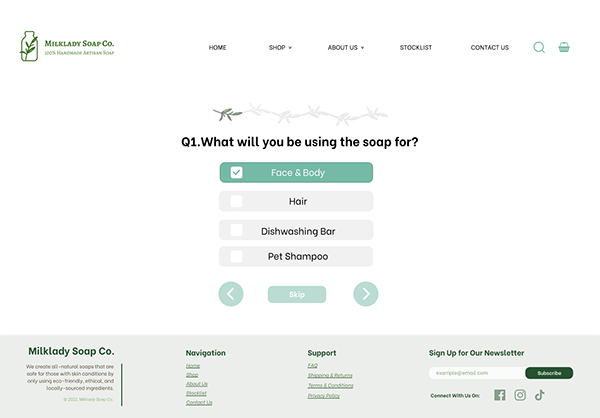 Milklady Soap Co.
100% Handmade Artisan Soap
HOME
SHOP
ABOUT US
STOCKLIST
CONTACT US
Q1.What will you be using the soap for?
Face & Body
Hair
Dishwashing Bar
Pet Shampoo
Skip
Milklady Soap Co.
We create all-natural soaps that are
safe for those with skin conditions by
only using eco-friendly, ethical, and
locally-sourced ingredients.
© 2022, Milklady Soap Co.
Navigation
Home
Shop
About Us
Stocklist
Contact Us
Support
FAQ
Shipping & Returns
Terms & Conditions
Privacy Policy
Sign Up for Our Newsletter
example@email.com
Subscribe
Connect With Us On: